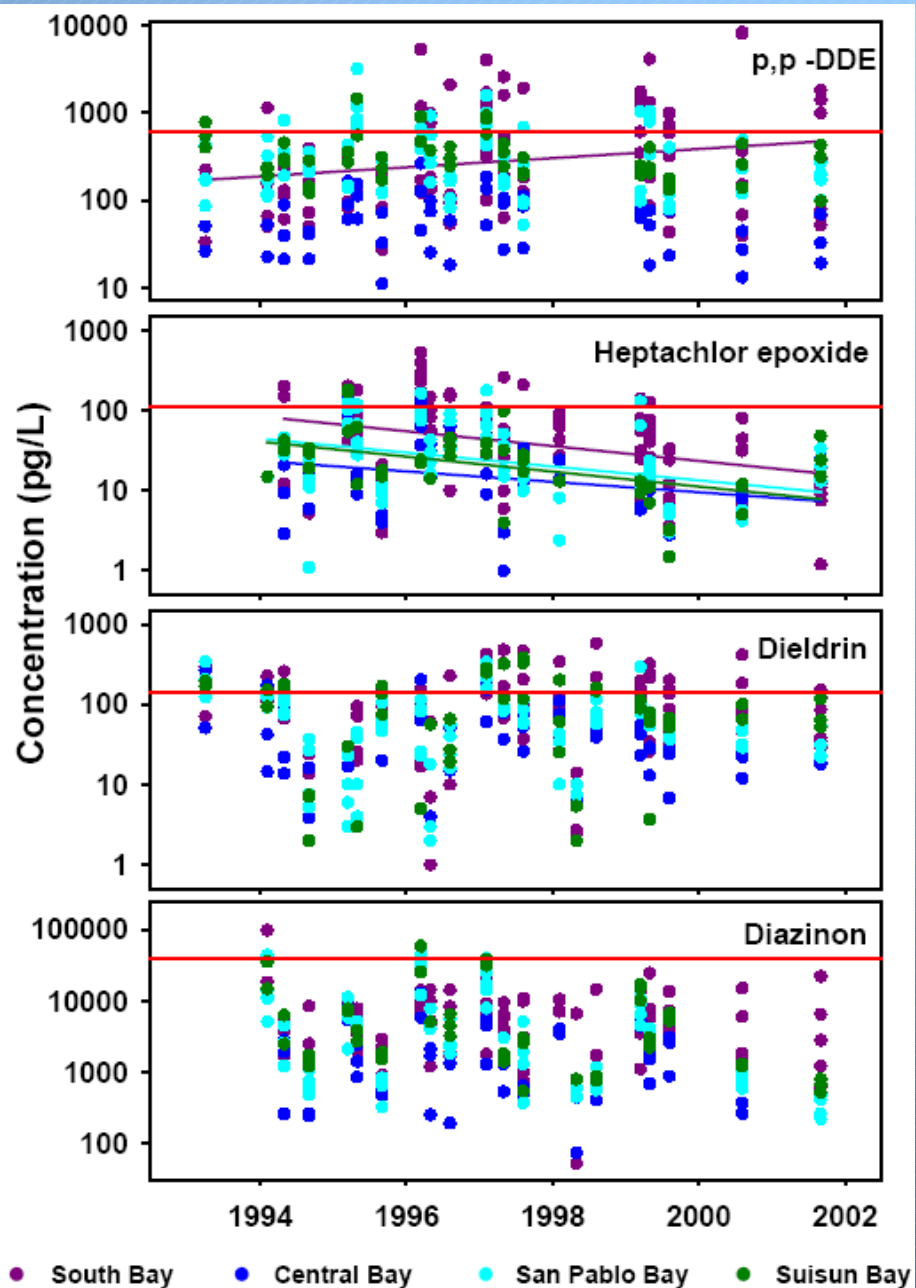 Concentration (pg/L)
10000
p,p -DDE
1000
100
10
1000
Heptachlor epoxide
100
10
1
1000
Dieldrin
100
10
1
100000
Diazinon
10000
1000
100
1994 1996 1998 2000 2002
South Bay Central Bay San Pablo Bay Suisun Bay